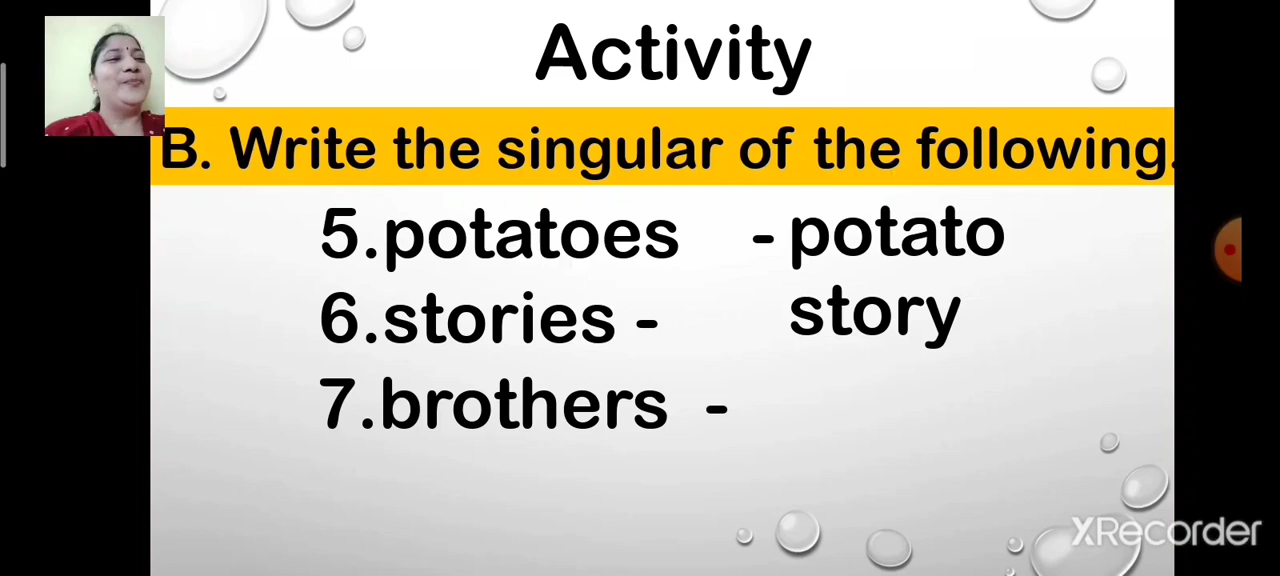 Activity
B. Write the singular of the following.
5.potatoes - potato
6.stories - story
7.brothers -
XRecorder